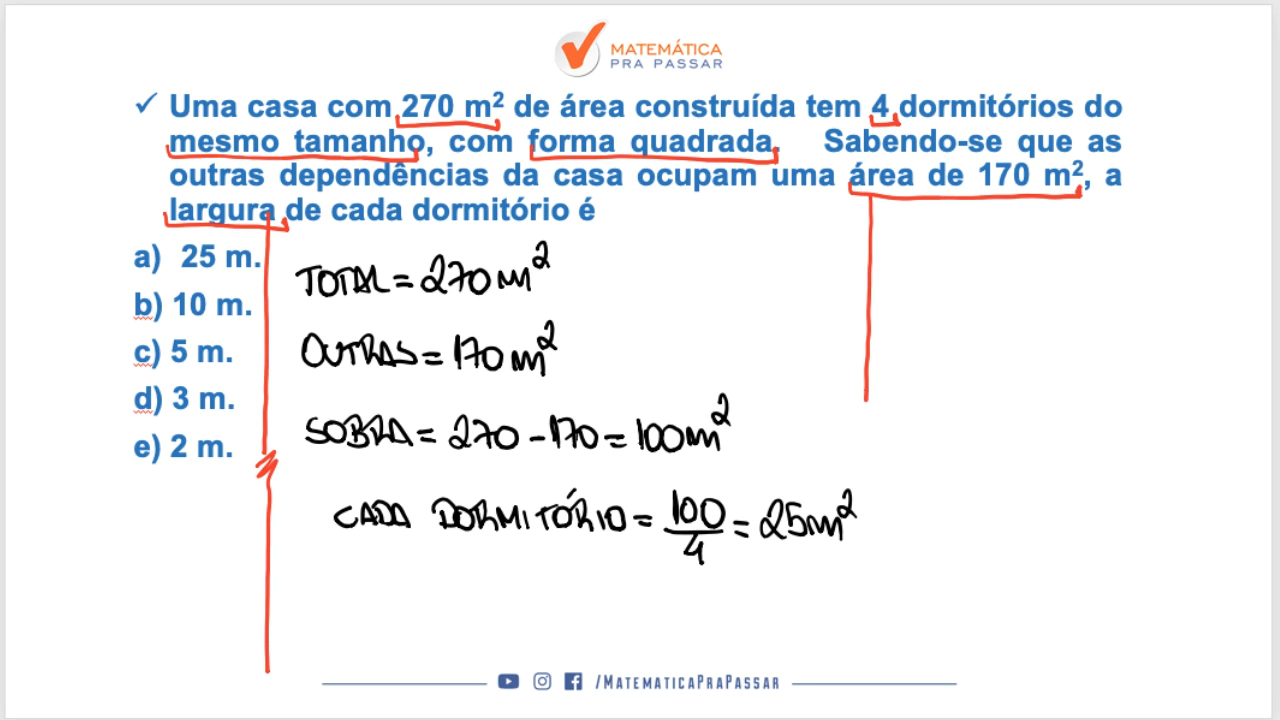 MATEMÁTICA
PRA PASSAR
✓ Uma casa com 270 m² de área construída tem 4 dormitórios do
mesmo tamanho, com forma quadrada. Sabendo-se que as
outras dependências da casa ocupam uma área de 170 m², a
largura de cada dormitório é
a) 25 m.
b) 10 m.
c) 5 m.
d) 3 m.
e) 2 m.
TOTAL = 270 m²
OUTRAS = 170 m²
SOBRA = 270 - 170 = 100 m²
CADA DORMITÓRIO = 100/4 = 25 m²
/MATEMATICAPRAPASSAR